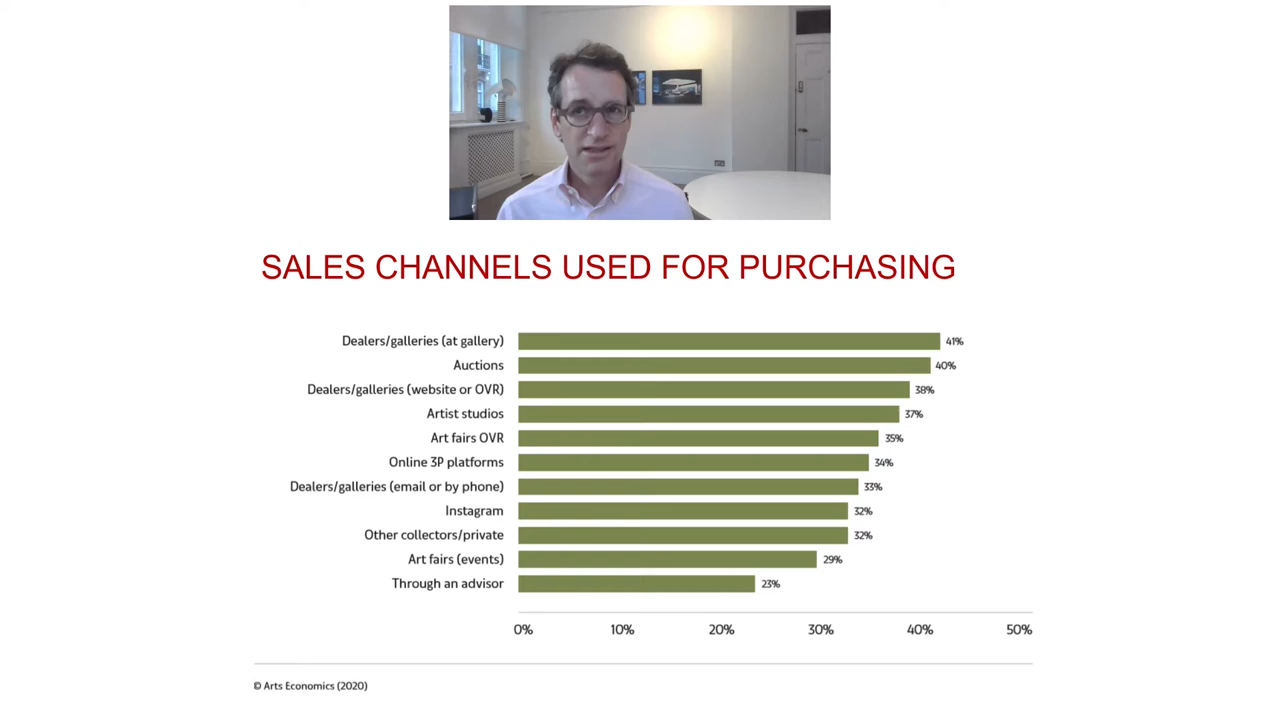 SALES CHANNELS USED FOR PURCHASING
Dealers/galleries (at gallery) 41%
Auctions 40%
Dealers/galleries (website or OVR) 38%
Artist studios 37%
Art fairs OVR 35%
Online 3P platforms 34%
Dealers/galleries (email or by phone) 33%
Instagram 32%
Other collectors/private 32%
Art fairs (events) 29%
Through an advisor 23%
0% 10% 20% 30% 40% 50%
© Arts Economics (2020)